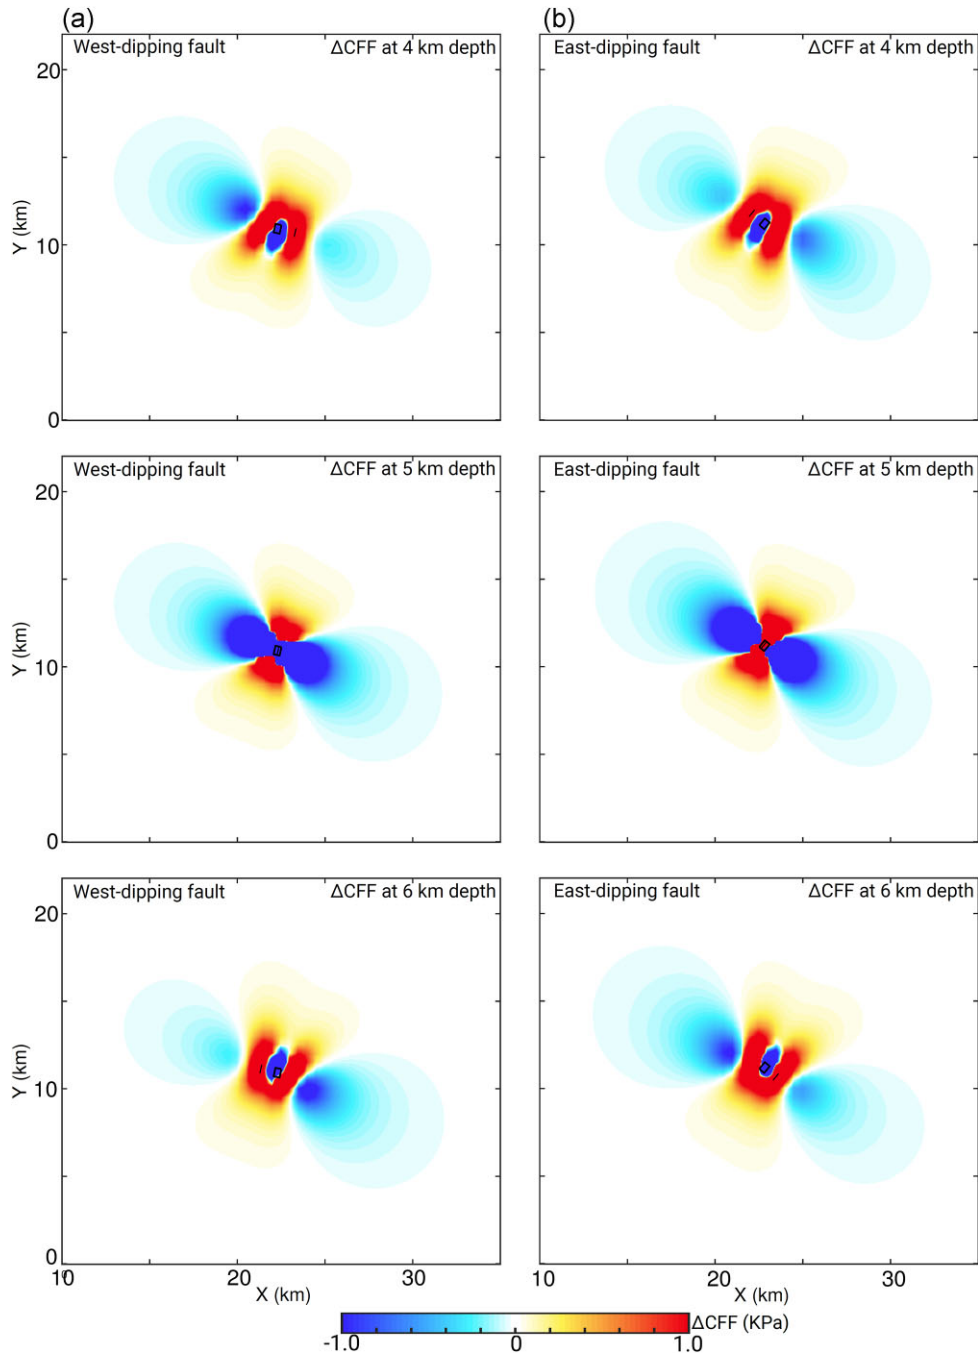 (a) (b)
West-dipping fault ΔCFF at 4 km depth East-dipping fault ΔCFF at 4 km depth
20
Y (km)
10
0
West-dipping fault ΔCFF at 5 km depth East-dipping fault ΔCFF at 5 km depth
20
Y (km)
10
0
West-dipping fault ΔCFF at 6 km depth East-dipping fault ΔCFF at 6 km depth
20
Y (km)
10
0
10 20 30 10 20 30
X (km) X (km)
ΔCFF (KPa)
-1.0 0 1.0